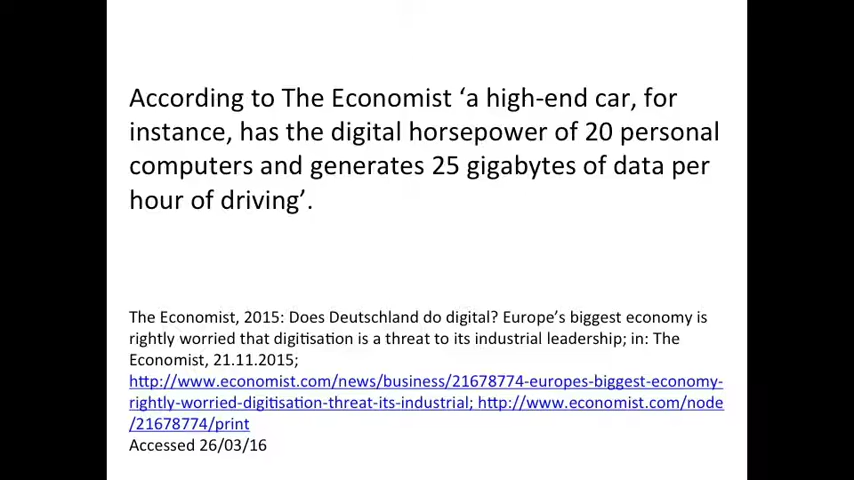 According to The Economist ‘a high-end car, for
instance, has the digital horsepower of 20 personal
computers and generates 25 gigabytes of data per
hour of driving’.
The Economist, 2015: Does Deutschland do digital? Europe’s biggest economy is
rightly worried that digitisation is a threat to its industrial leadership; in: The
Economist, 21.11.2015;
http://www.economist.com/news/business/21678774-europes-biggest-economy-
rightly-worried-digitisation-threat-its-industrial; http://www.economist.com/node
/21678774/print
Accessed 26/03/16